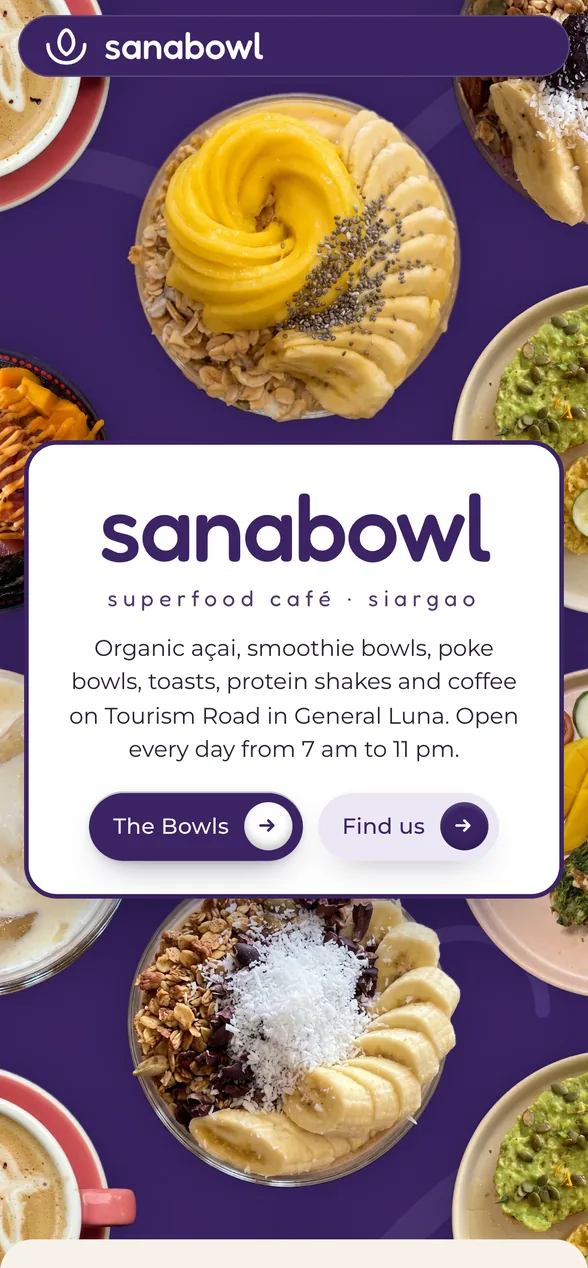 sanabowl
sanabowl
superfood café · siargao
Organic açai, smoothie bowls, poke
bowls, toasts, protein shakes and coffee
on Tourism Road in General Luna. Open
every day from 7 am to 11 pm.
The Bowls
Find us